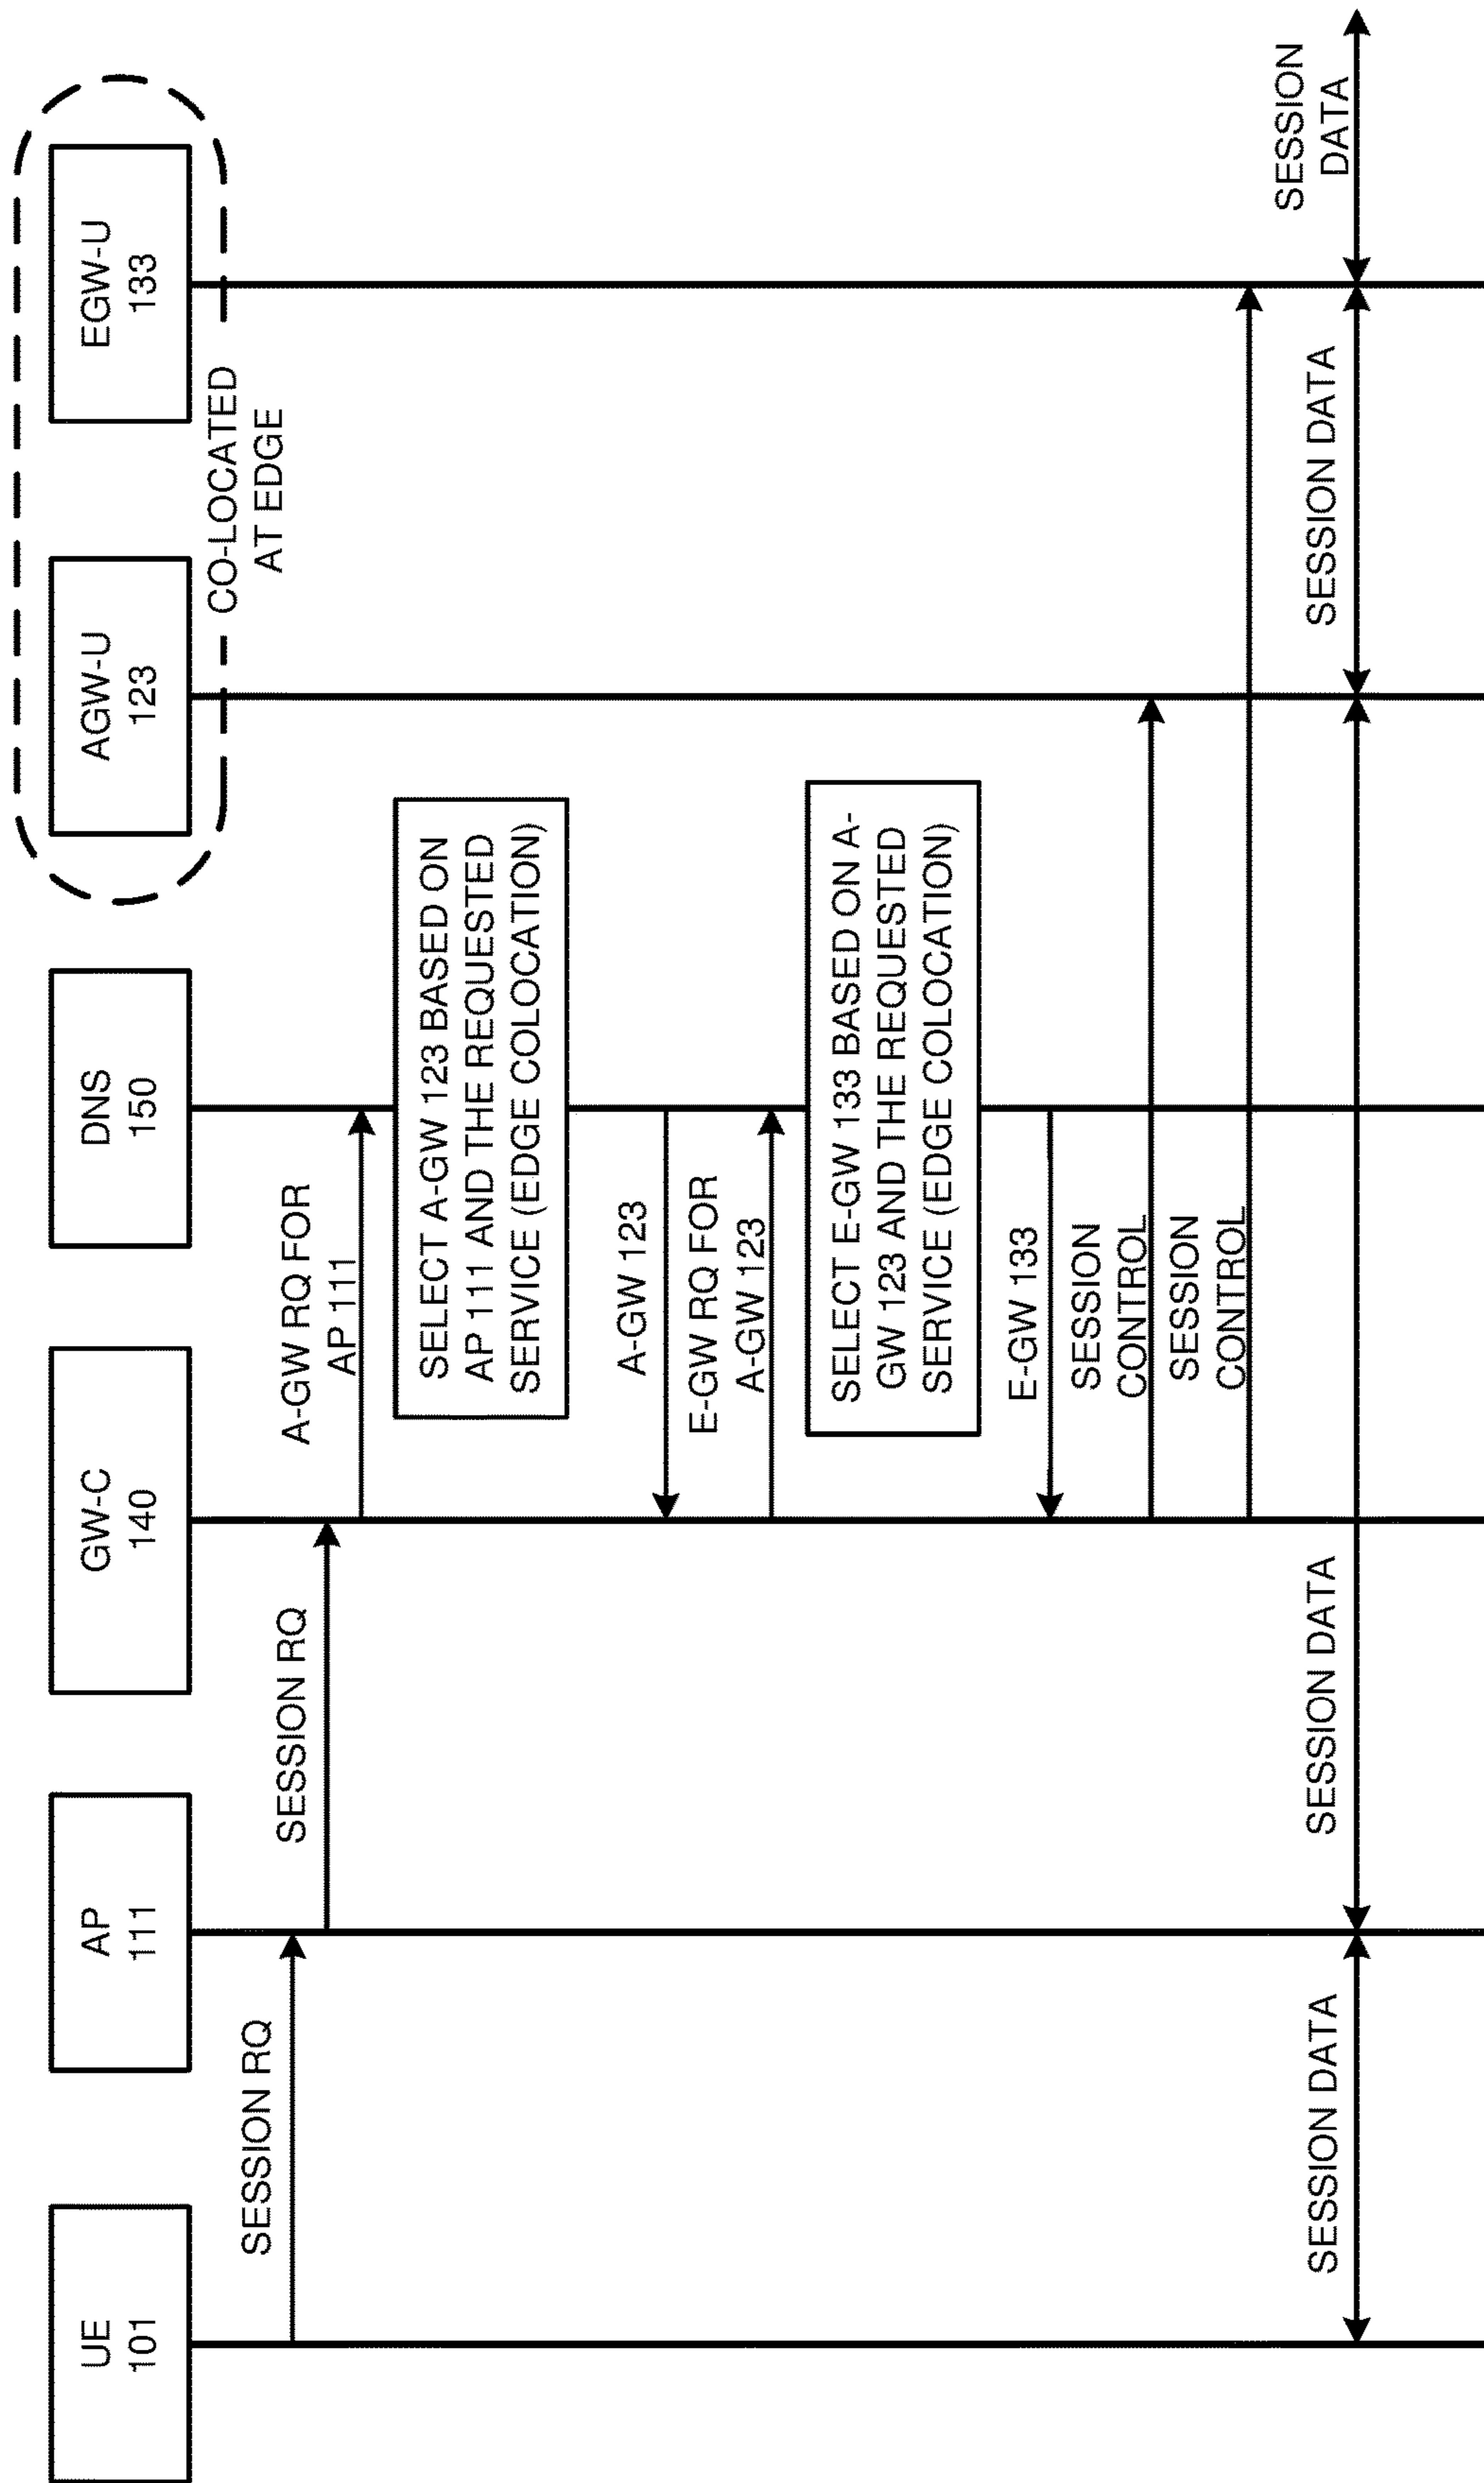 UE
101
AP
111
GW-C
140
DNS
150
AGW-U
123
EGW-U
133
CO-LOCATED
AT EDGE
SESSION RQ
SESSION RQ
A-GW RQ FOR
AP 111
SELECT A-GW 123 BASED ON
AP 111 AND THE REQUESTED
SERVICE (EDGE COLOCATION)
A-GW 123
E-GW RQ FOR
A-GW 123
SELECT E-GW 133 BASED ON A-
GW 123 AND THE REQUESTED
SERVICE (EDGE COLOCATION)
E-GW 133
SESSION
CONTROL
SESSION
CONTROL
SESSION DATA
SESSION DATA
SESSION DATA
SESSION
DATA